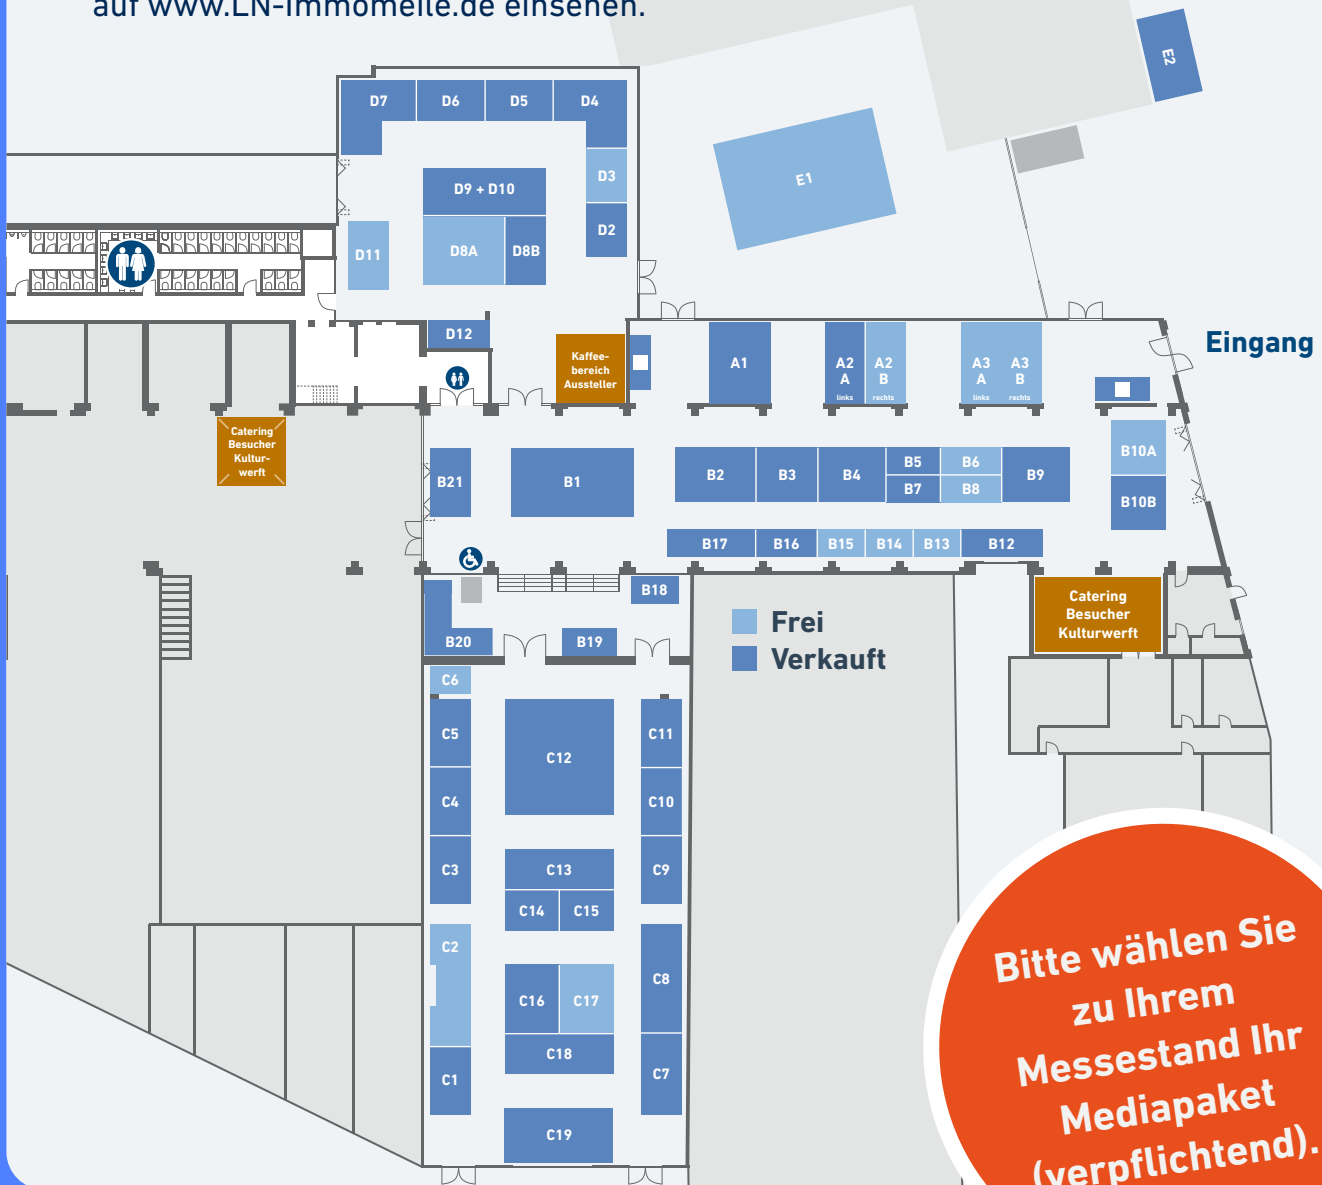 auf www.LN-Immomeile.de einsehen.
E2
D7
D6
D5
D4
E1
D3
D9 + D10
D2
D11
D8A
D8B
D12
Kaffee-
bereich
Aussteller
A1
A2
A
links
A2
B
rechts
A3
A
links
A3
B
rechts
Eingang
Catering
Besucher
Kultur-
werft
B21
B1
B2
B3
B4
B5
B6
B7
B8
B9
B10A
B10B
B17
B16
B15
B14
B13
B12
B18
B20
B19
Catering
Besucher
Kulturwerft
Frei
Verkauft
C6
C5
C12
C11
C4
C10
C3
C13
C9
C14
C15
C2
C16
C17
C8
C18
C1
C7
C19
Bitte wählen Sie
zu Ihrem
Messestand Ihr
Mediapaket
(verpflichtend).